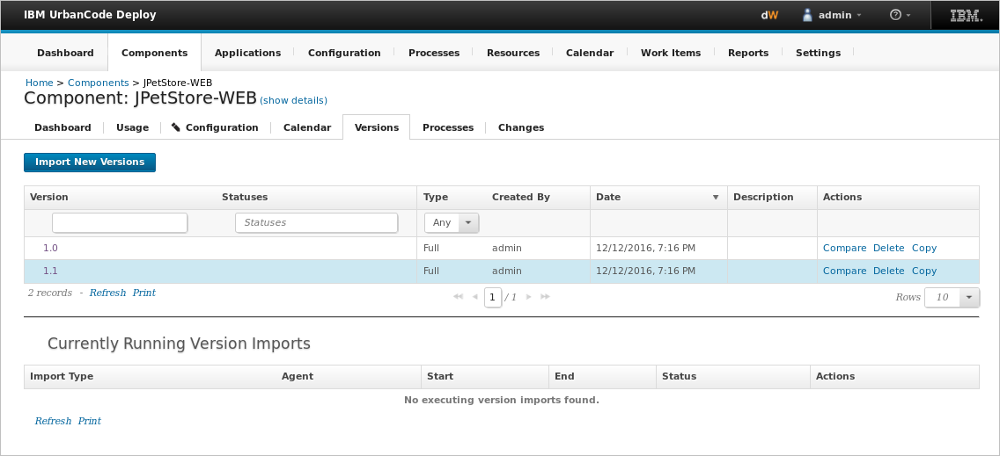 IBM UrbanCode Deploy dW admin ? IBM
Dashboard Components Applications Configuration Processes Resources Calendar Work Items Reports Settings
Home > Components > JPetStore-WEB
Component: JPetStore-WEB (show details)
Dashboard Usage Configuration Calendar Versions Processes Changes
Import New Versions
Version Statuses Type Created By Date Description Actions
Statuses Any
1.0 Full admin 12/12/2016, 7:16 PM Compare Delete Copy
1.1 Full admin 12/12/2016, 7:16 PM Compare Delete Copy
2 records - Refresh Print 1 / 1 Rows 10
Currently Running Version Imports
Import Type Agent Start End Status Actions
No executing version imports found.
Refresh Print